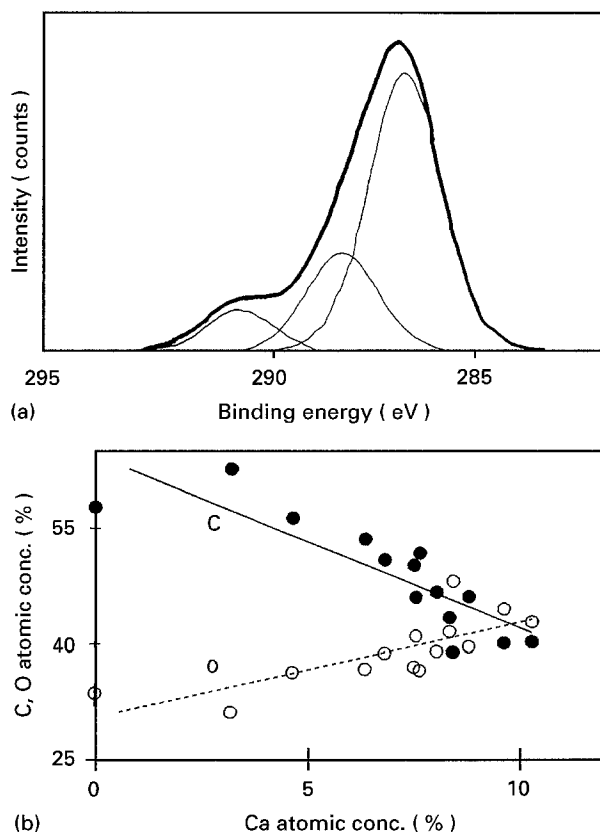 Intensity ( counts )
295
290
285
(a)
Binding energy ( eV )
C, O atomic conc. ( % )
55
40
25
C
O
0
5
10
(b)
Ca atomic conc. ( % )